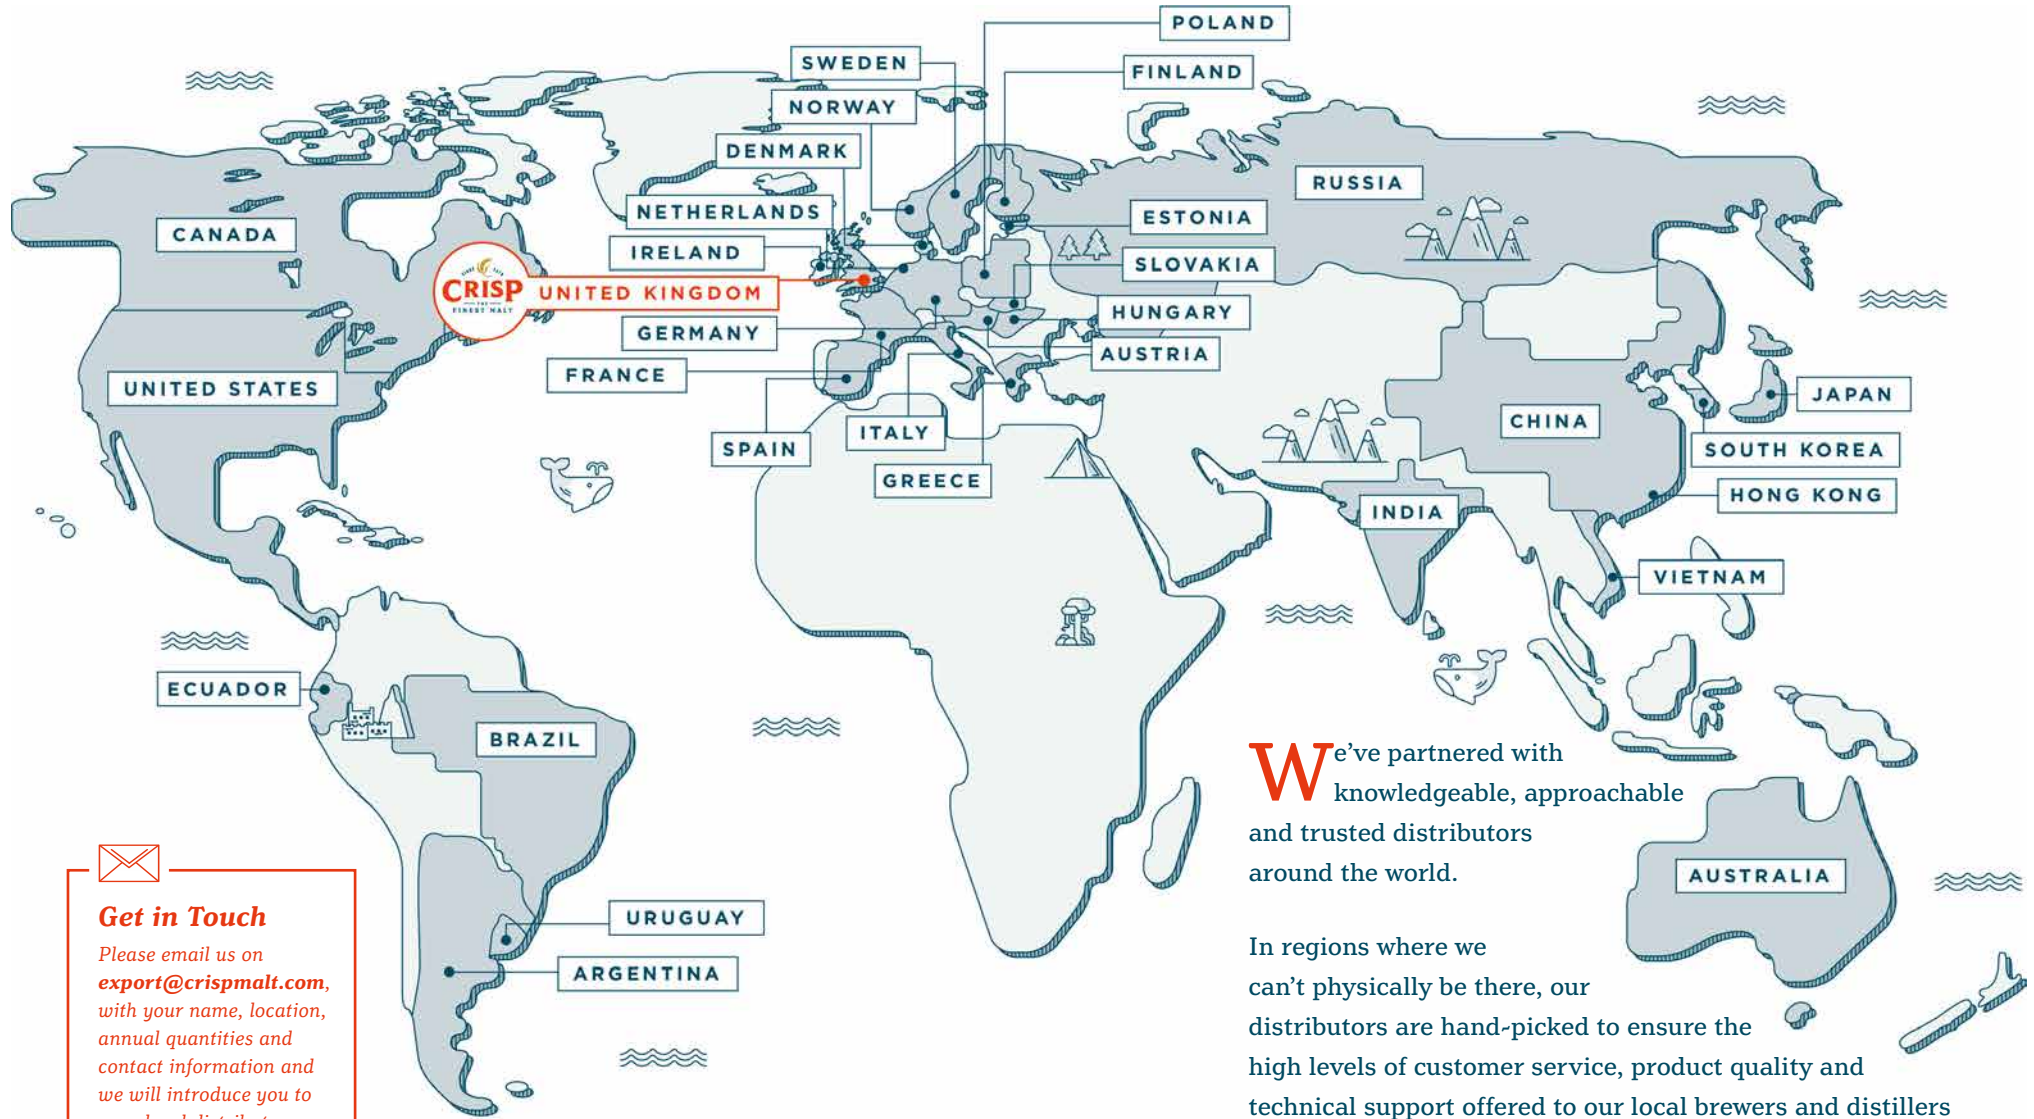 POLAND
SWEDEN
FINLAND
NORWAY
DENMARK
RUSSIA
NETHERLANDS
ESTONIA
CANADA
IRELAND
SLOVAKIA
CRISP
THE
FINEST MALT
UNITED KINGDOM
HUNGARY
GERMANY
AUSTRIA
FRANCE
UNITED STATES
JAPAN
CHINA
ITALY
SPAIN
SOUTH KOREA
GREECE
HONG KONG
INDIA
VIETNAM
ECUADOR
BRAZIL
AUSTRALIA
URUGUAY
ARGENTINA
We’ve partnered with
knowledgeable, approachable
and trusted distributors
around the world.
In regions where we
can’t physically be there, our
distributors are hand-picked to ensure the
high levels of customer service, product quality and
technical support offered to our local brewers and distillers
Get in Touch
Please email us on
export@crispmalt.com,
with your name, location,
annual quantities and
contact information and
we will introduce you to